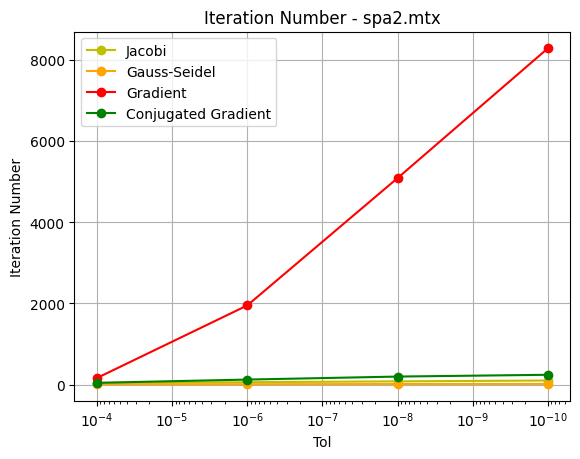 Iteration Number - spa2.mtx
Jacobi
Gauss-Seidel
Gradient
Conjugated Gradient
Iteration Number
8000
6000
4000
2000
0
10⁻⁴ 10⁻⁵ 10⁻⁶ 10⁻⁷ 10⁻⁸ 10⁻⁹ 10⁻¹⁰
Tol